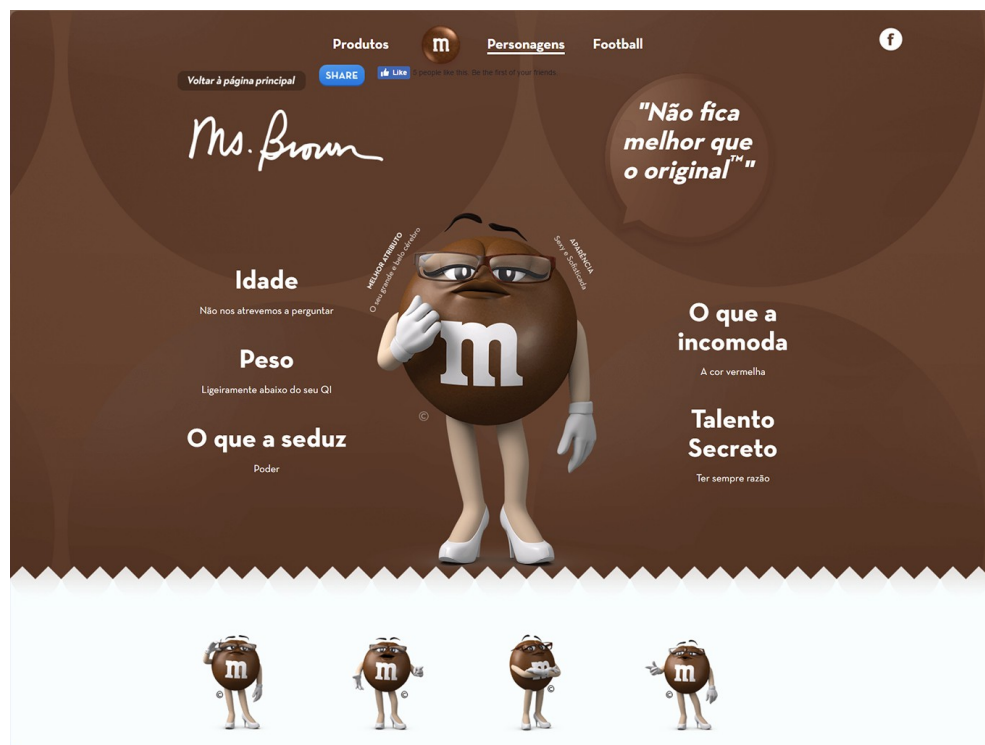 Produtos
m
Personagens
Football
f
Voltar à página principal
SHARE
Like
5 people like this. Be the first of your friends.
Ms. Brown
"Não fica
melhor que
o original™"
MELHOR ATRIBUTO
O seu grande e belo cérebro
APARÊNCIA
Sexy e Sofisticada
Idade
Não nos atrevemos a perguntar
Peso
Ligeiramente abaixo do seu QI
O que a seduz
Poder
m
©
O que a
incomoda
A cor vermelha
Talento
Secreto
Ter sempre razão
m
©
m
©
m
©
m
©